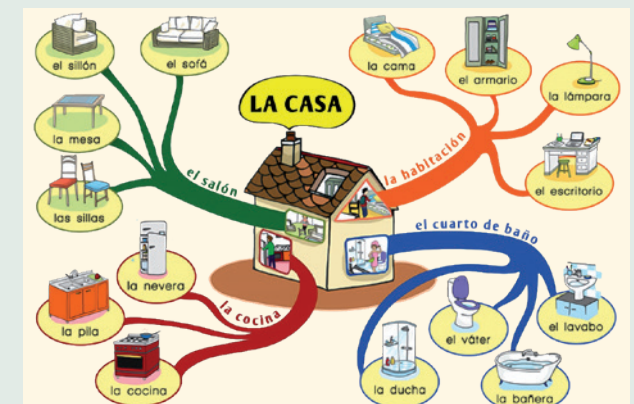 LA CASA
el salón
el sillón
el sofá
la mesa
las sillas
la habitación
la cama
el armario
la lámpara
el escritorio
la cocina
la nevera
la pila
la cocina
el cuarto de baño
la ducha
el váter
la bañera
el lavabo